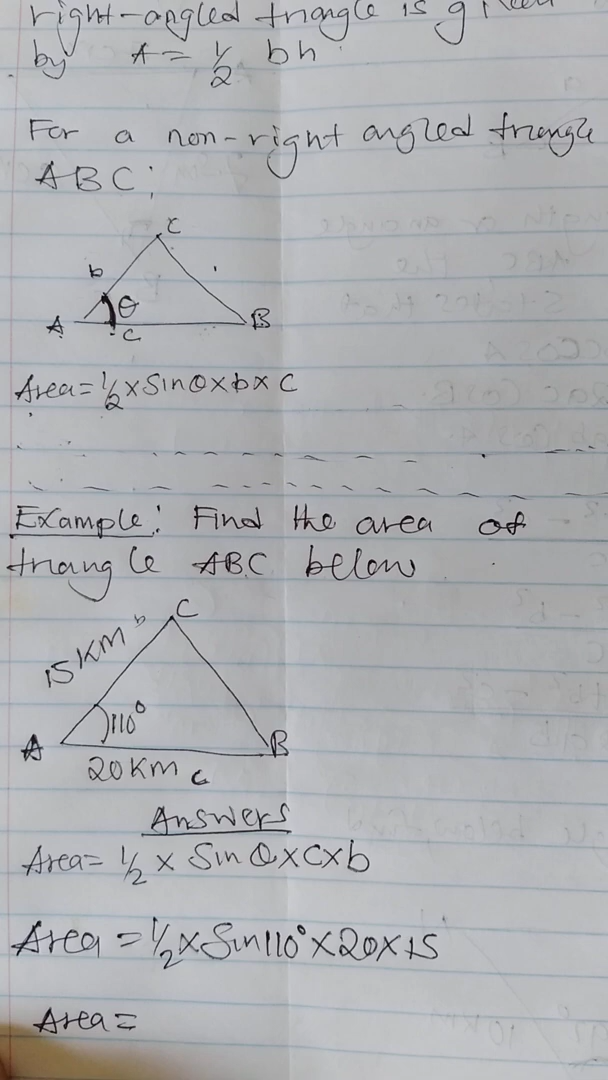 right-angled triangle is given
by A = 1/2 bh
For a non-right angled triangle
ABC;
C
b
θ
A
B
C
Area = 1/2 x Sin θ x b x C
Example: Find the area of
triangle ABC below
C
15KM b
110°
A
B
20KM C
Answers
Area = 1/2 x Sin θ x C x b
Area = 1/2 x Sin 110° x 20 x 15
Area =